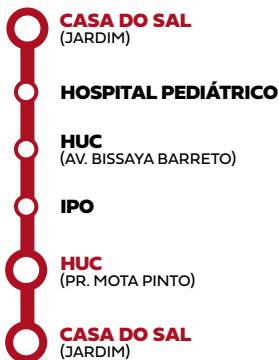 CASA DO SAL
(JARDIM)
HOSPITAL PEDIÁTRICO
HUC
(AV. BISSAYA BARRETO)
IPO
HUC
(PR. MOTA PINTO)
CASA DO SAL
(JARDIM)